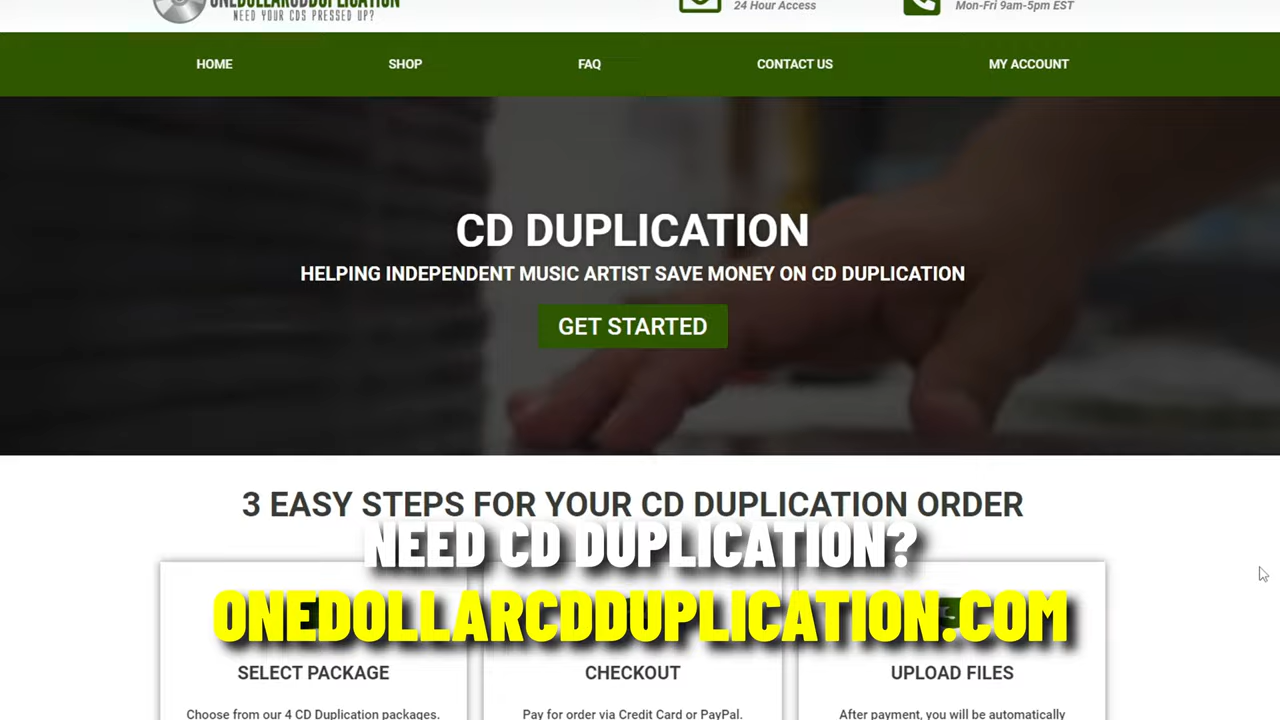 ONEDOLLARCDDUPLICATION
NEED YOUR CDS PRESSED UP?
24 Hour Access
Mon-Fri 9am-5pm EST
HOME
SHOP
FAQ
CONTACT US
MY ACCOUNT
CD DUPLICATION
HELPING INDEPENDENT MUSIC ARTIST SAVE MONEY ON CD DUPLICATION
GET STARTED
3 EASY STEPS FOR YOUR CD DUPLICATION ORDER
NEED CD DUPLICATION?
ONEDOLLARCDDUPLICATION.COM
SELECT PACKAGE
Choose from our 4 CD Duplication packages.
CHECKOUT
Pay for order via Credit Card or PayPal.
UPLOAD FILES
After payment, you will be automatically